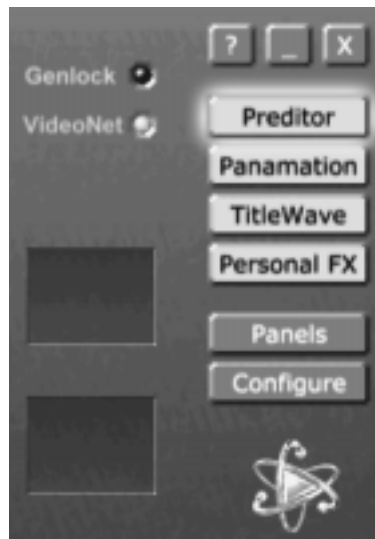 ? _ X
Genlock
VideoNet
Preditor
Panamation
TitleWave
Personal FX
Panels
Configure